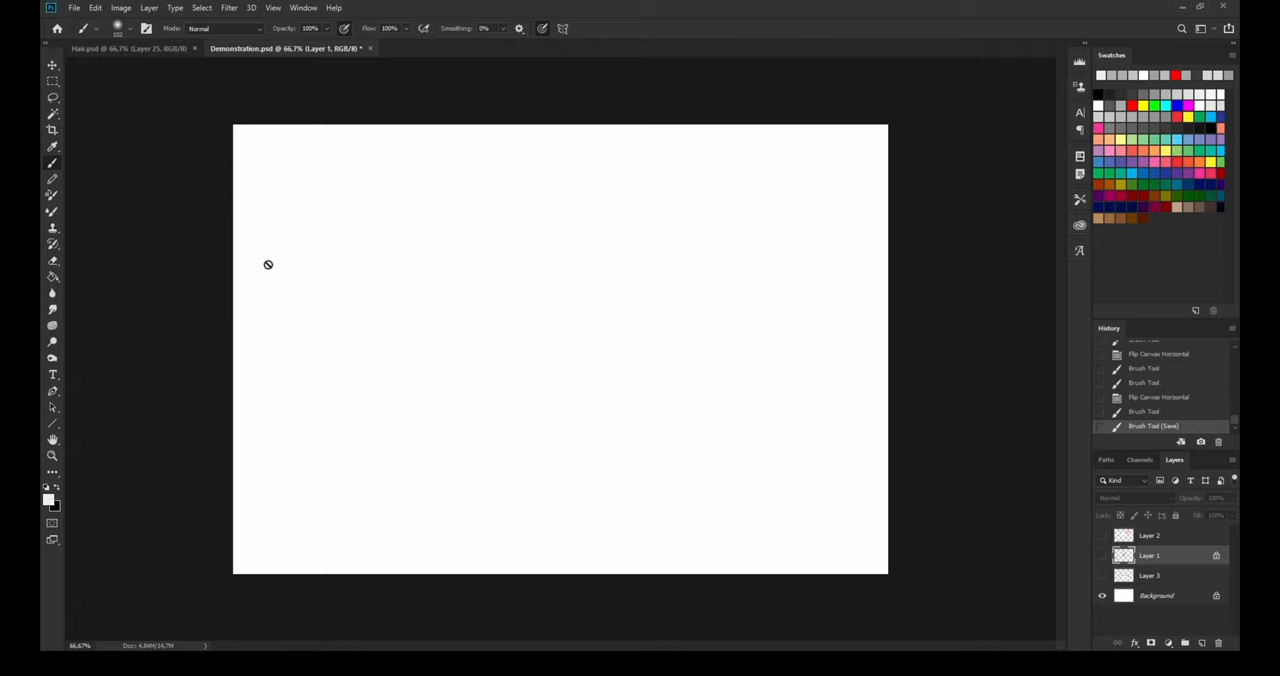 Ps File Edit Image Layer Type Select Filter 3D View Window Help
102 Mode: Normal Opacity: 100% Flow: 100% Smoothing: 0%
Hair.psd @ 66,7% (Layer 25, RGB/8) × Demonstration.psd @ 66,7% (Layer 1, RGB/8) * ×
Swatches
History
Brush Tool
Flip Canvas Horizontal
Brush Tool
Brush Tool
Flip Canvas Horizontal
Brush Tool
Brush Tool (Save)
Paths Channels Layers
Kind
Normal Opacity: 100%
Lock: Fill: 100%
Layer 2
Layer 1
Layer 3
Background
66,67% Doc: 4,84M/14,7M